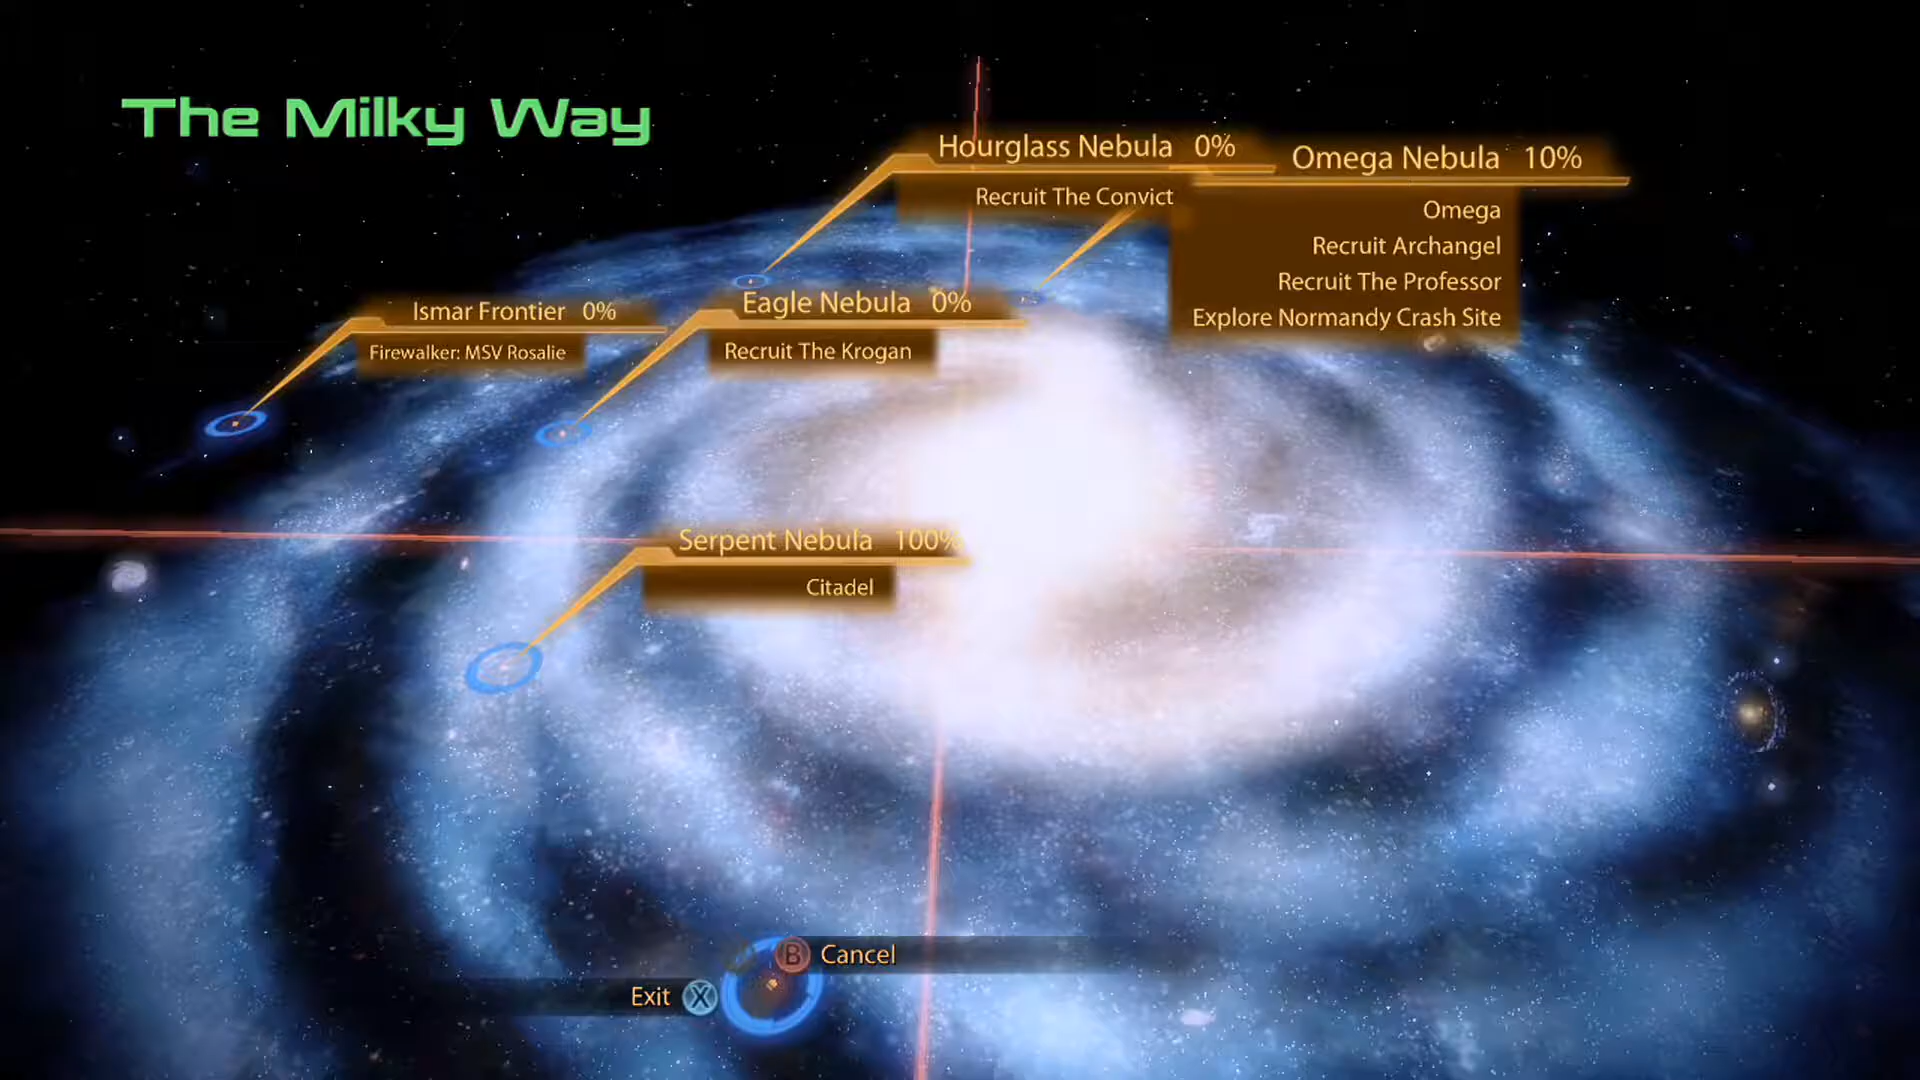 The Milky Way
Hourglass Nebula 0%
Recruit The Convict
Omega Nebula 10%
Omega
Recruit Archangel
Recruit The Professor
Explore Normandy Crash Site
Ismar Frontier 0%
Firewalker: MSV Rosalie
Eagle Nebula 0%
Recruit The Krogan
Serpent Nebula 100%
Citadel
B Cancel
Exit X